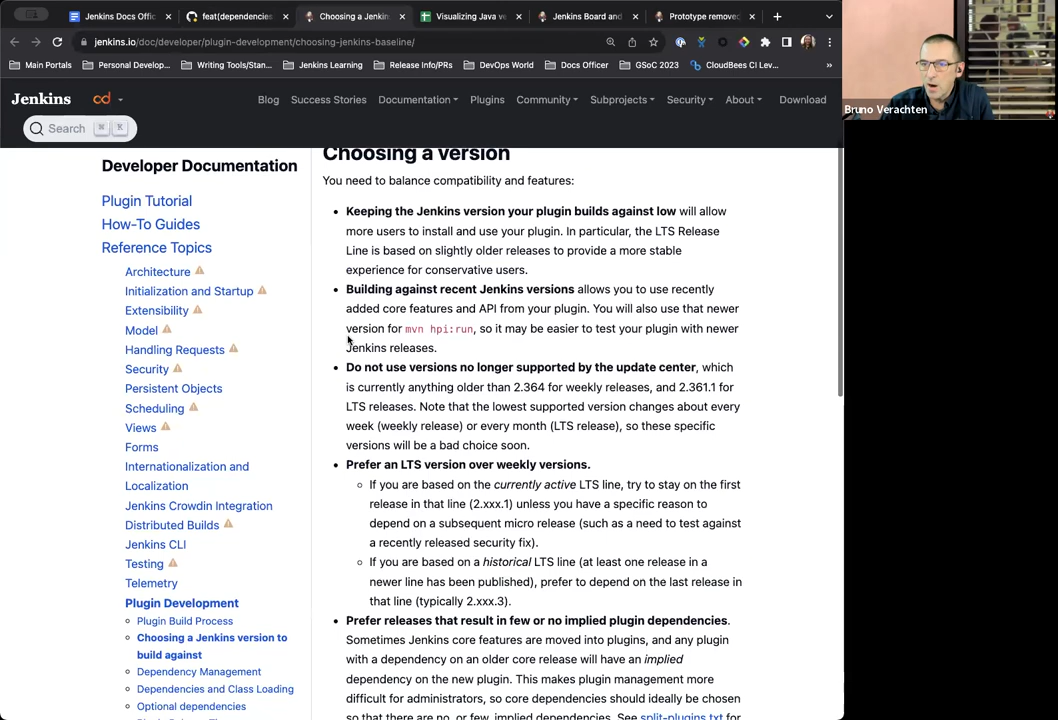 Jenkins Docs Offic
feat(dependencies
Choosing a Jenkin
Visualizing Java ve
Jenkins Board and
Prototype removed
jenkins.io/doc/developer/plugin-development/choosing-jenkins-baseline/
Main Portals
Personal Develop...
Writing Tools/Stan...
Jenkins Learning
Release Info/PRs
DevOps World
Docs Officer
GSoC 2023
CloudBees CI Lev...
»
Bruno Verachten
Jenkins
cd
Blog
Success Stories
Documentation
Plugins
Community
Subprojects
Security
About
Download
Search ⌘ K
Developer Documentation
Plugin Tutorial
How-To Guides
Reference Topics
Architecture
Initialization and Startup
Extensibility
Model
Handling Requests
Security
Persistent Objects
Scheduling
Views
Forms
Internationalization and
Localization
Jenkins Crowdin Integration
Distributed Builds
Jenkins CLI
Testing
Telemetry
Plugin Development
Plugin Build Process
Choosing a Jenkins version to
build against
Dependency Management
Dependencies and Class Loading
Optional dependencies
Choosing a version
You need to balance compatibility and features:
Keeping the Jenkins version your plugin builds against low will allow
more users to install and use your plugin. In particular, the LTS Release
Line is based on slightly older releases to provide a more stable
experience for conservative users.
Building against recent Jenkins versions allows you to use recently
added core features and API from your plugin. You will also use that newer
version for mvn hpi:run, so it may be easier to test your plugin with newer
Jenkins releases.
Do not use versions no longer supported by the update center, which
is currently anything older than 2.364 for weekly releases, and 2.361.1 for
LTS releases. Note that the lowest supported version changes about every
week (weekly release) or every month (LTS release), so these specific
versions will be a bad choice soon.
Prefer an LTS version over weekly versions.
If you are based on the currently active LTS line, try to stay on the first
release in that line (2.xxx.1) unless you have a specific reason to
depend on a subsequent micro release (such as a need to test against
a recently released security fix).
If you are based on a historical LTS line (at least one release in a
newer line has been published), prefer to depend on the last release in
that line (typically 2.xxx.3).
Prefer releases that result in few or no implied plugin dependencies.
Sometimes Jenkins core features are moved into plugins, and any plugin
with a dependency on an older core release will have an implied
dependency on the new plugin. This makes plugin management more
difficult for administrators, so core dependencies should ideally be chosen
so that there are no, or few, implied dependencies. See split-plugins.txt for